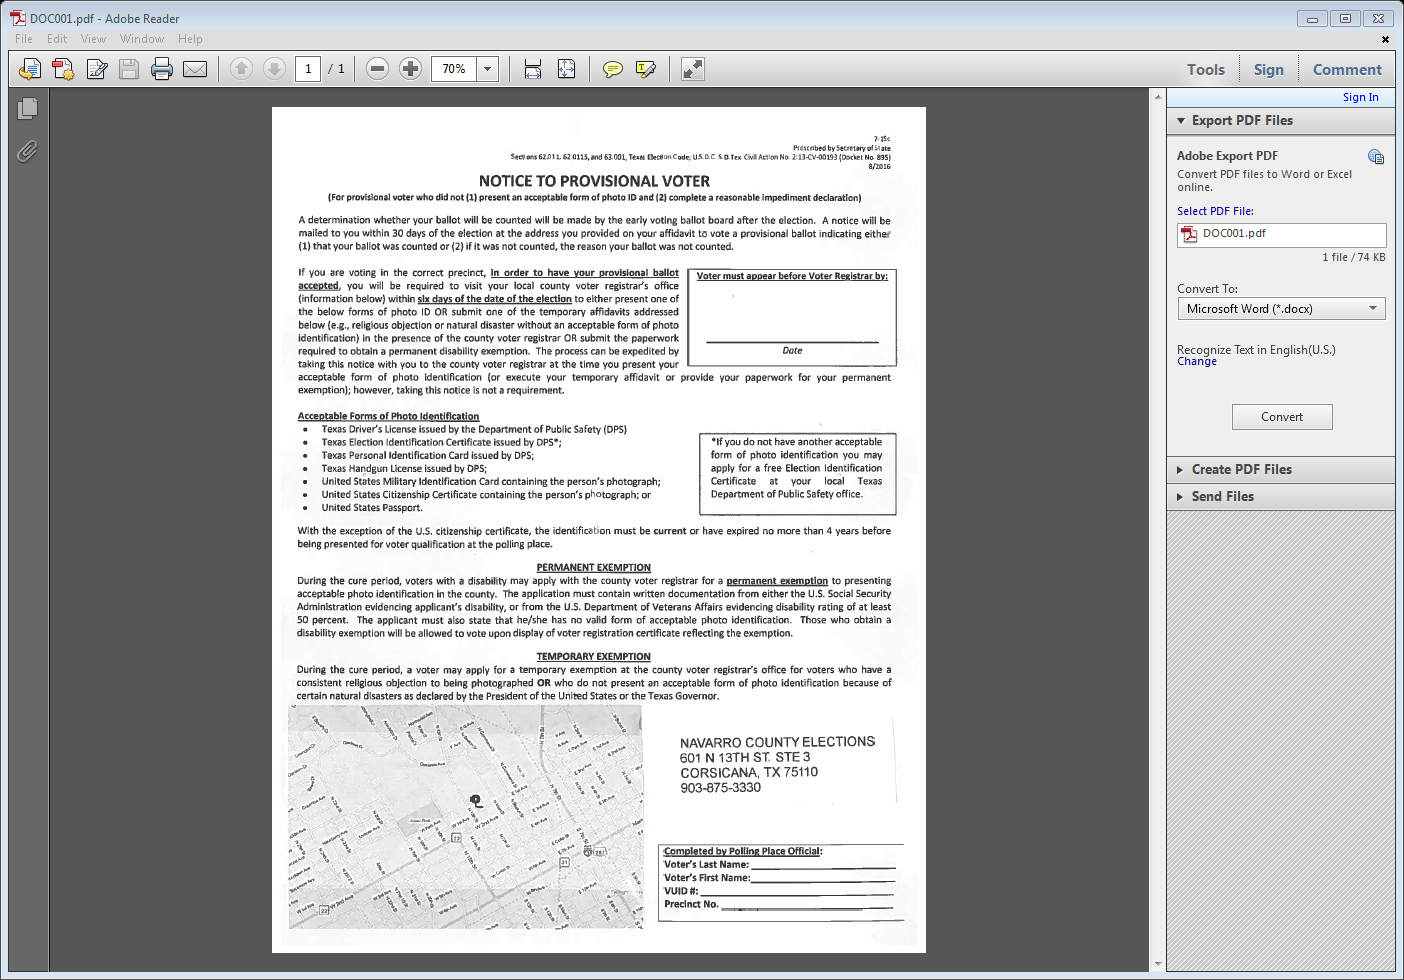 DOC001.pdf - Adobe Reader
File Edit View Window Help
1 / 1 70% Tools Sign Comment
Sign In
Export PDF Files
Adobe Export PDF
Convert PDF files to Word or Excel
online.
Select PDF File:
DOC001.pdf
1 file / 74 KB
Convert To:
Microsoft Word (*.docx)
Recognize Text in English(U.S.)
Change
Convert
Create PDF Files
Send Files
7-15c
Prescribed by Secretary of State
Sections 62.011, 62.0115, and 63.001, Texas Election Code; U.S.D.C. S.D.Tex. Civil Action No. 2:13-CV-00193 (Docket No. 895)
8/2016
NOTICE TO PROVISIONAL VOTER
(For provisional voter who did not (1) present an acceptable form of photo ID and (2) complete a reasonable impediment declaration)
A determination whether your ballot will be counted will be made by the early voting ballot board after the election. A notice will be
mailed to you within 30 days of the election at the address you provided on your affidavit to vote a provisional ballot indicating either
(1) that your ballot was counted or (2) if it was not counted, the reason your ballot was not counted.
If you are voting in the correct precinct, in order to have your provisional ballot
accepted, you will be required to visit your local county voter registrar's office
(information below) within six days of the date of the election to either present one of
the below forms of photo ID OR submit one of the temporary affidavits addressed
below (e.g., religious objection or natural disaster without an acceptable form of photo
identification) in the presence of the county voter registrar OR submit the paperwork
required to obtain a permanent disability exemption. The process can be expedited by
taking this notice with you to the county voter registrar at the time you present your
acceptable form of photo identification (or execute your temporary affidavit or provide your paperwork for your permanent
exemption); however, taking this notice is not a requirement.
Voter must appear before Voter Registrar by:
Date
Acceptable Forms of Photo Identification
• Texas Driver's License issued by the Department of Public Safety (DPS)
• Texas Election Identification Certificate issued by DPS*;
• Texas Personal Identification Card issued by DPS;
• Texas Handgun License issued by DPS;
• United States Military Identification Card containing the person's photograph;
• United States Citizenship Certificate containing the person's photograph; or
• United States Passport.
*If you do not have another acceptable
form of photo identification you may
apply for a free Election Identification
Certificate at your local Texas
Department of Public Safety office.
With the exception of the U.S. citizenship certificate, the identification must be current or have expired no more than 4 years before
being presented for voter qualification at the polling place.
PERMANENT EXEMPTION
During the cure period, voters with a disability may apply with the county voter registrar for a permanent exemption to presenting
acceptable photo identification in the county. The application must contain written documentation from either the U.S. Social Security
Administration evidencing applicant's disability, or from the U.S. Department of Veterans Affairs evidencing disability rating of at least
50 percent. The applicant must also state that he/she has no valid form of acceptable photo identification. Those who obtain a
disability exemption will be allowed to vote upon display of voter registration certificate reflecting the exemption.
TEMPORARY EXEMPTION
During the cure period, a voter may apply for a temporary exemption at the county voter registrar's office for voters who have a
consistent religious objection to being photographed OR who do not present an acceptable form of photo identification because of
certain natural disasters as declared by the President of the United States or the Texas Governor.
NAVARRO COUNTY ELECTIONS
601 N 13TH ST. STE 3
CORSICANA, TX 75110
903-875-3330
Completed by Polling Place Official:
Voter's Last Name:
Voter's First Name:
VUID #:
Precinct No.
31
22